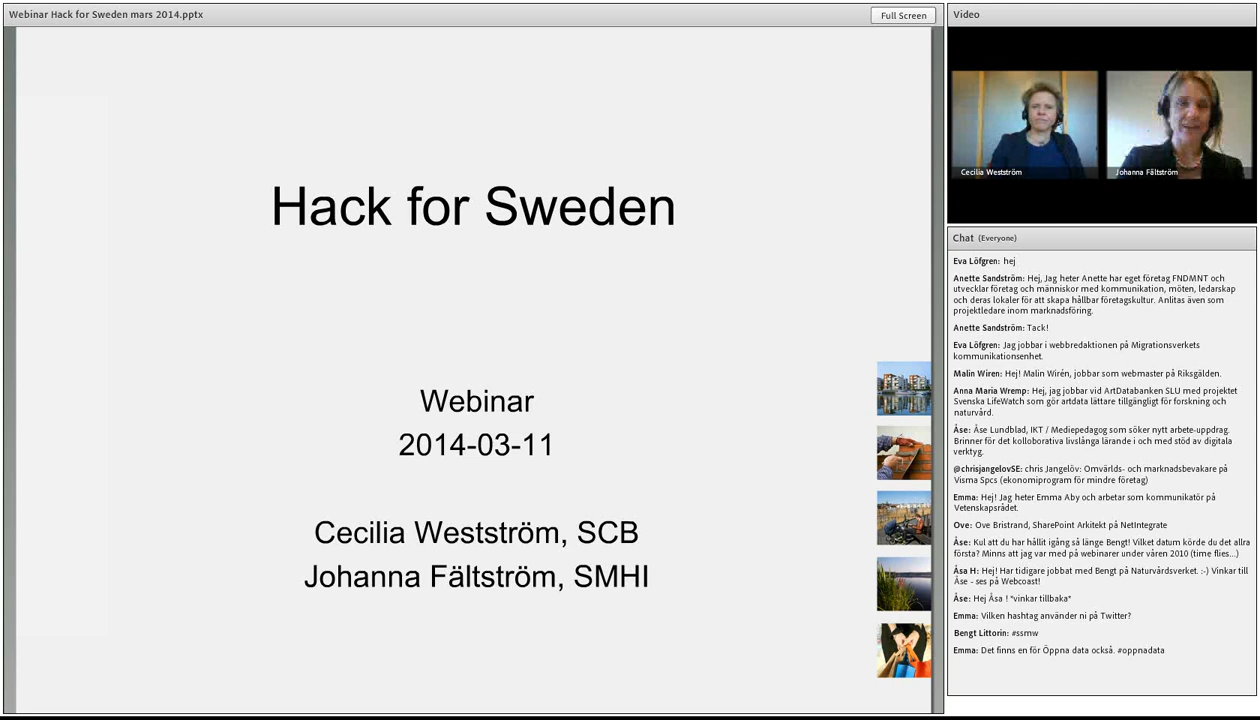 Webinar Hack for Sweden mars 2014.pptx
Full Screen
Hack for Sweden
Webinar
2014-03-11
Cecilia Westström, SCB
Johanna Fältström, SMHI
Video
Cecilia Westström
Johanna Fältström
Chat (Everyone)
Eva Löfgren: hej
Anette Sandström: Hej, Jag heter Anette har eget företag FNDMNT och
utvecklar företag och människor med kommunikation, möten, ledarskap
och deras lokaler för att skapa hållbar företagskultur. Anlitas även som
projektledare inom marknadsföring.
Anette Sandström: Tack!
Eva Löfgren: Jag jobbar i webbredaktionen på Migrationsverkets
kommunikationsenhet.
Malin Wiren: Hej! Malin Wirén, jobbar som webmaster på Riksgälden.
Anna Maria Wremp: Hej, jag jobbar vid ArtDatabanken SLU med projektet
Svenska LifeWatch som gör artdata lättare tillgängligt för forskning och
naturvård.
Åse: Åse Lundblad, IKT / Mediepedagog som söker nytt arbete-uppdrag.
Brinner för det kolloborativa livslånga lärande i och med stöd av digitala
verktyg.
@chrisjangelovSE: chris Jangelöv: Omvärlds- och marknadsbevakare på
Visma Spcs (ekonomiprogram för mindre företag)
Emma: Hej! Jag heter Emma Aby och arbetar som kommunikatör på
Vetenskapsrådet.
Ove: Ove Bristrand, SharePoint Arkitekt på NetIntegrate
Åse: Kul att du har hållit igång så länge Bengt! Vilket datum körde du det allra
första? Minns att jag var med på webinarer under våren 2010 (time flies...)
Åsa H: Hej! Har tidigare jobbat med Bengt på Naturvårdsverket. :-) Vinkar till
Åse - ses på Webcoast!
Åse: Hej Åsa ! *vinkar tillbaka*
Emma: Vilken hashtag använder ni på Twitter?
Bengt Littorin: #ssmw
Emma: Det finns en för Öppna data också. #oppnadata